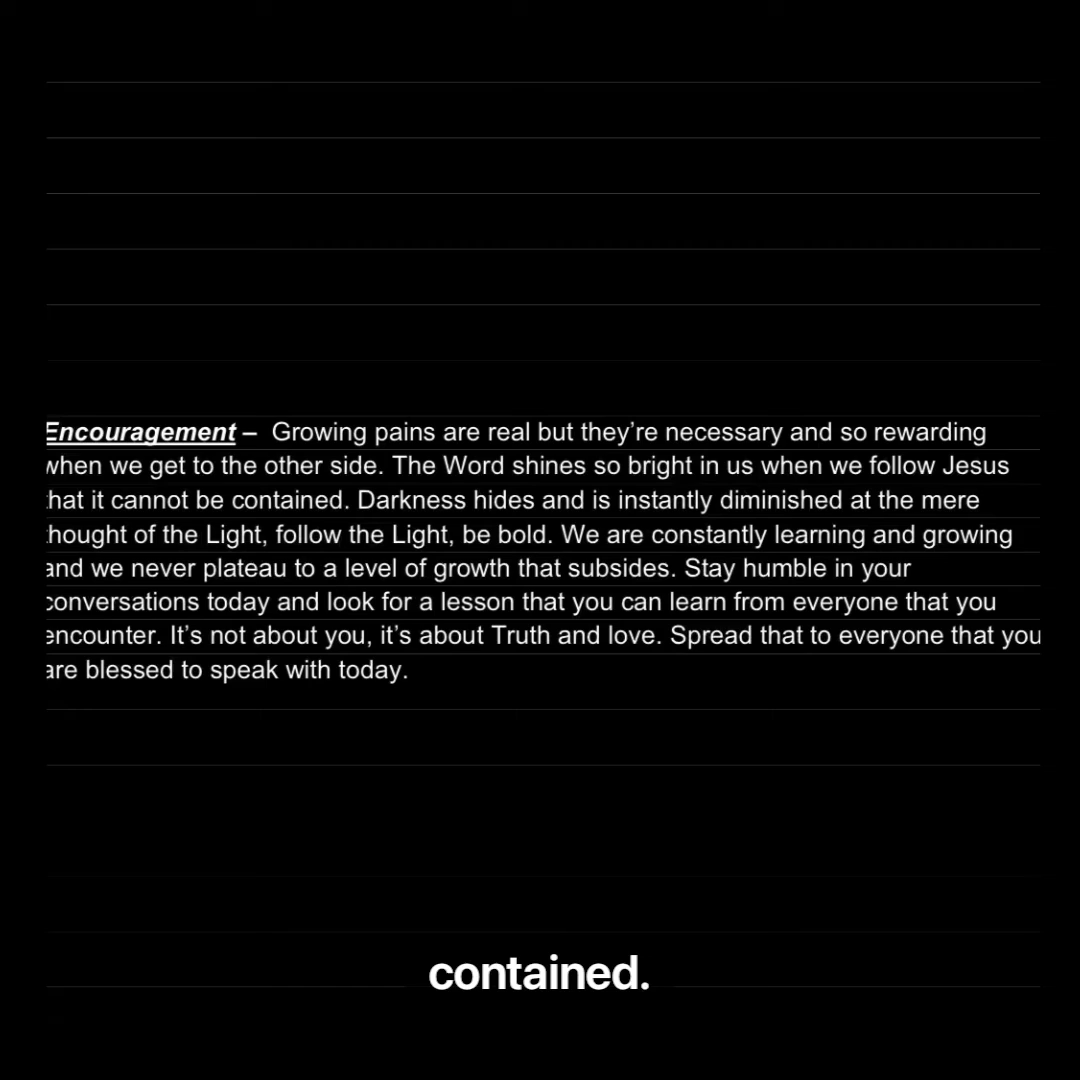 Encouragement –  Growing pains are real but they’re necessary and so rewarding
when we get to the other side. The Word shines so bright in us when we follow Jesus
that it cannot be contained. Darkness hides and is instantly diminished at the mere
thought of the Light, follow the Light, be bold. We are constantly learning and growing
and we never plateau to a level of growth that subsides. Stay humble in your
conversations today and look for a lesson that you can learn from everyone that you
encounter. It’s not about you, it’s about Truth and love. Spread that to everyone that you
are blessed to speak with today.
contained.